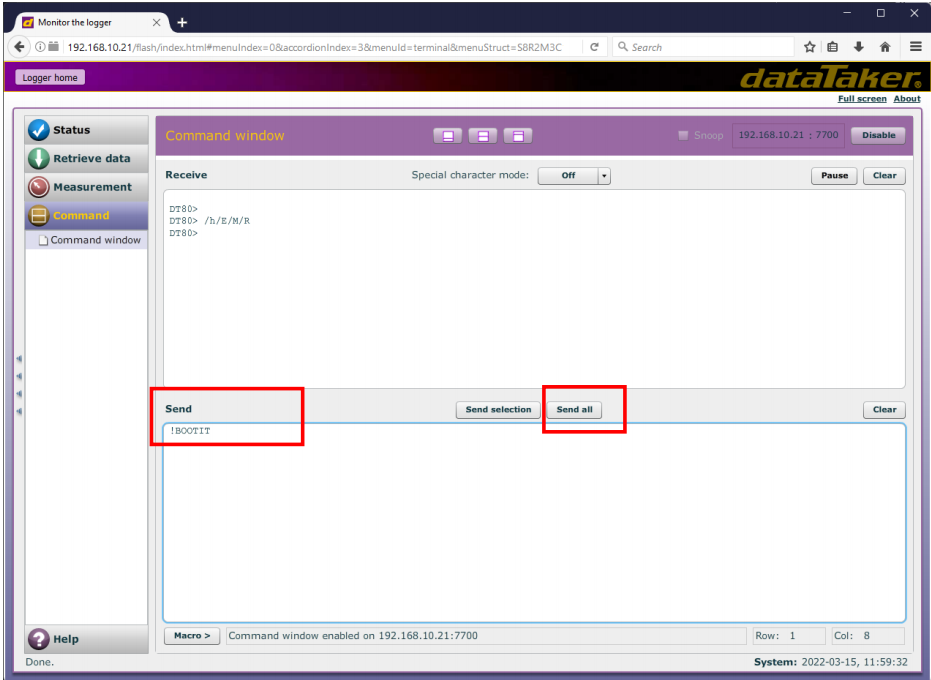 Monitor the logger
192.168.10.21/flash/index.html#menuIndex=0&accordionIndex=3&menuId=terminal&menuStruct=S8R2M3C
Search
Logger home
dataTaker®
Full screen About
Status
Retrieve data
Measurement
Command
Command window
Command window
Snoop
192.168.10.21 : 7700
Disable
Receive
Special character mode:
Off
Pause
Clear
DT80>
DT80> /h/E/M/R
DT80>
Send
Send selection
Send all
Clear
!BOOTIT
Help
Macro >
Command window enabled on 192.168.10.21:7700
Row: 1
Col: 8
Done.
System: 2022-03-15, 11:59:32